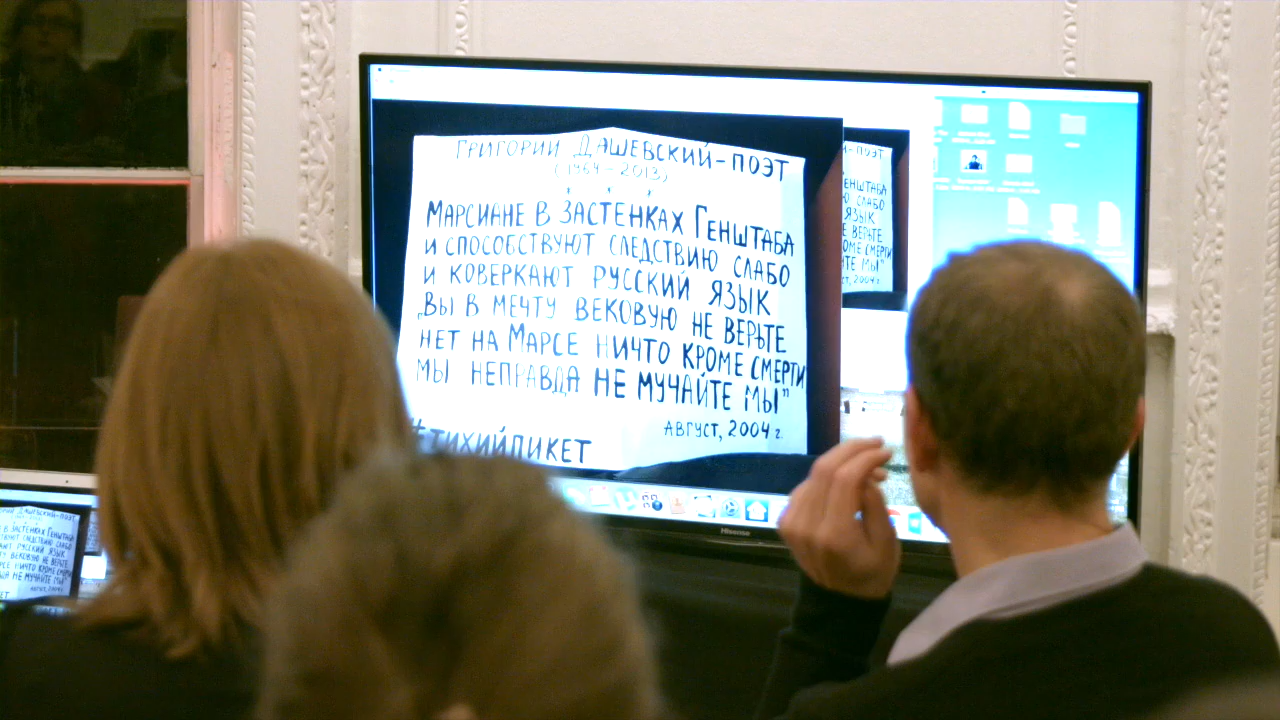 ГРИГОРИЙ ДАШЕВСКИЙ-ПОЭТ
(1964-2013)
* * *
МАРСИАНЕ В ЗАСТЕНКАХ ГЕНШТАБА
И СПОСОБСТВУЮТ СЛЕДСТВИЮ СЛАБО
И КОВЕРКАЮТ РУССКИЙ ЯЗЫК
„ВЫ В МЕЧТУ ВЕКОВУЮ НЕ ВЕРЬТЕ
НЕТ НА МАРСЕ НИЧТО КРОМЕ СМЕРТИ
МЫ НЕПРАВДА НЕ МУЧАЙТЕ МЫ"
АВГУСТ, 2004 г.
#ТИХИЙПИКЕТ
Hisense